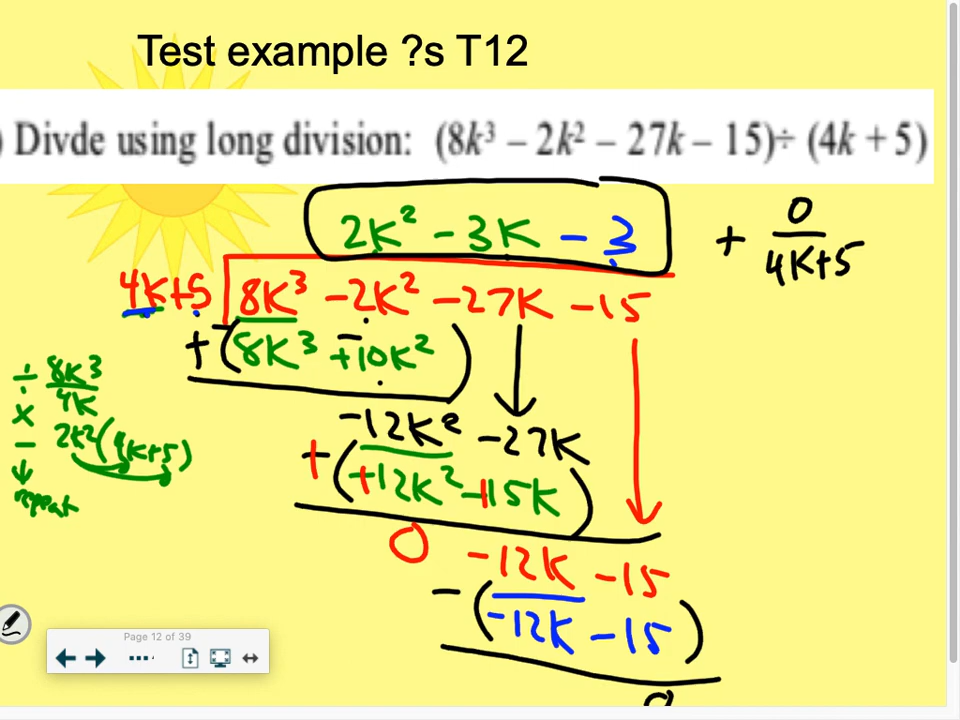 Test example ?s T12
) Divde using long division: (8k³ – 2k² – 27k – 15)÷ (4k + 5)
2K² - 3K - 3 + 0/4K+5
4K+5 8K³ - 2K² - 27K - 15
+(8K³ + 10K²)
÷ 8K³/4K
-12K² - 27K
x
- 2K²(4K+5)
+(+12K² + 15K)
↓
repeat
0 -12K - 15
-(-12K - 15)
0
Page 12 of 39